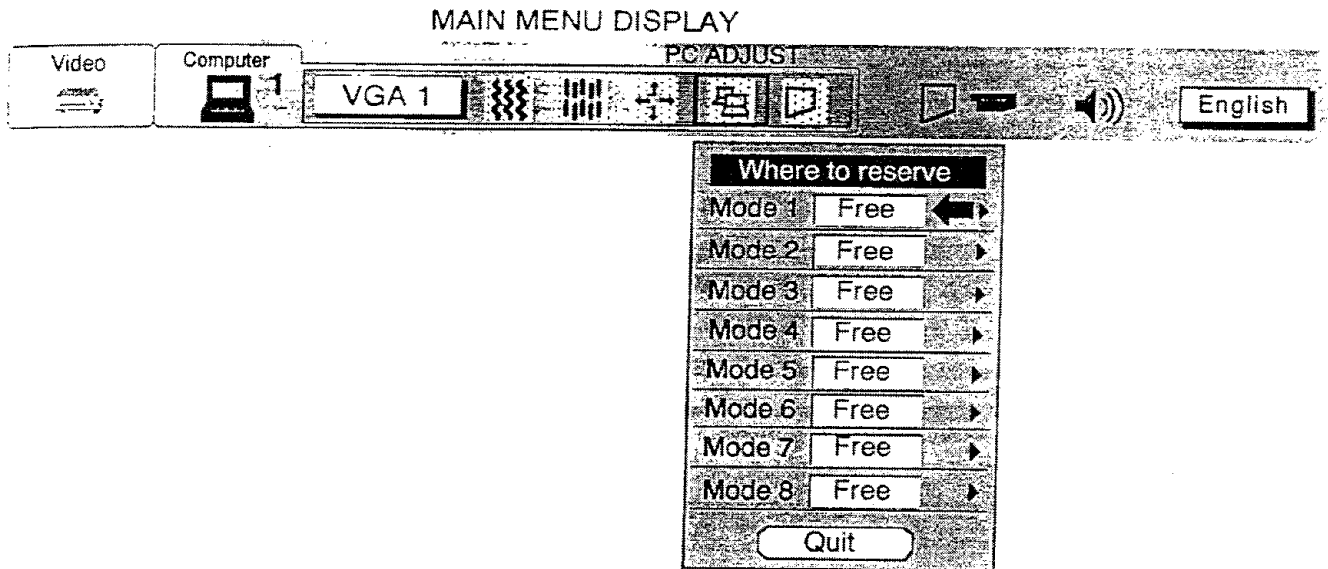 MAIN MENU DISPLAY
PC ADJUST
Video
Computer
1
VGA 1
English
Where to reserve
Mode 1 Free
Mode 2 Free
Mode 3 Free
Mode 4 Free
Mode 5 Free
Mode 6 Free
Mode 7 Free
Mode 8 Free
Quit